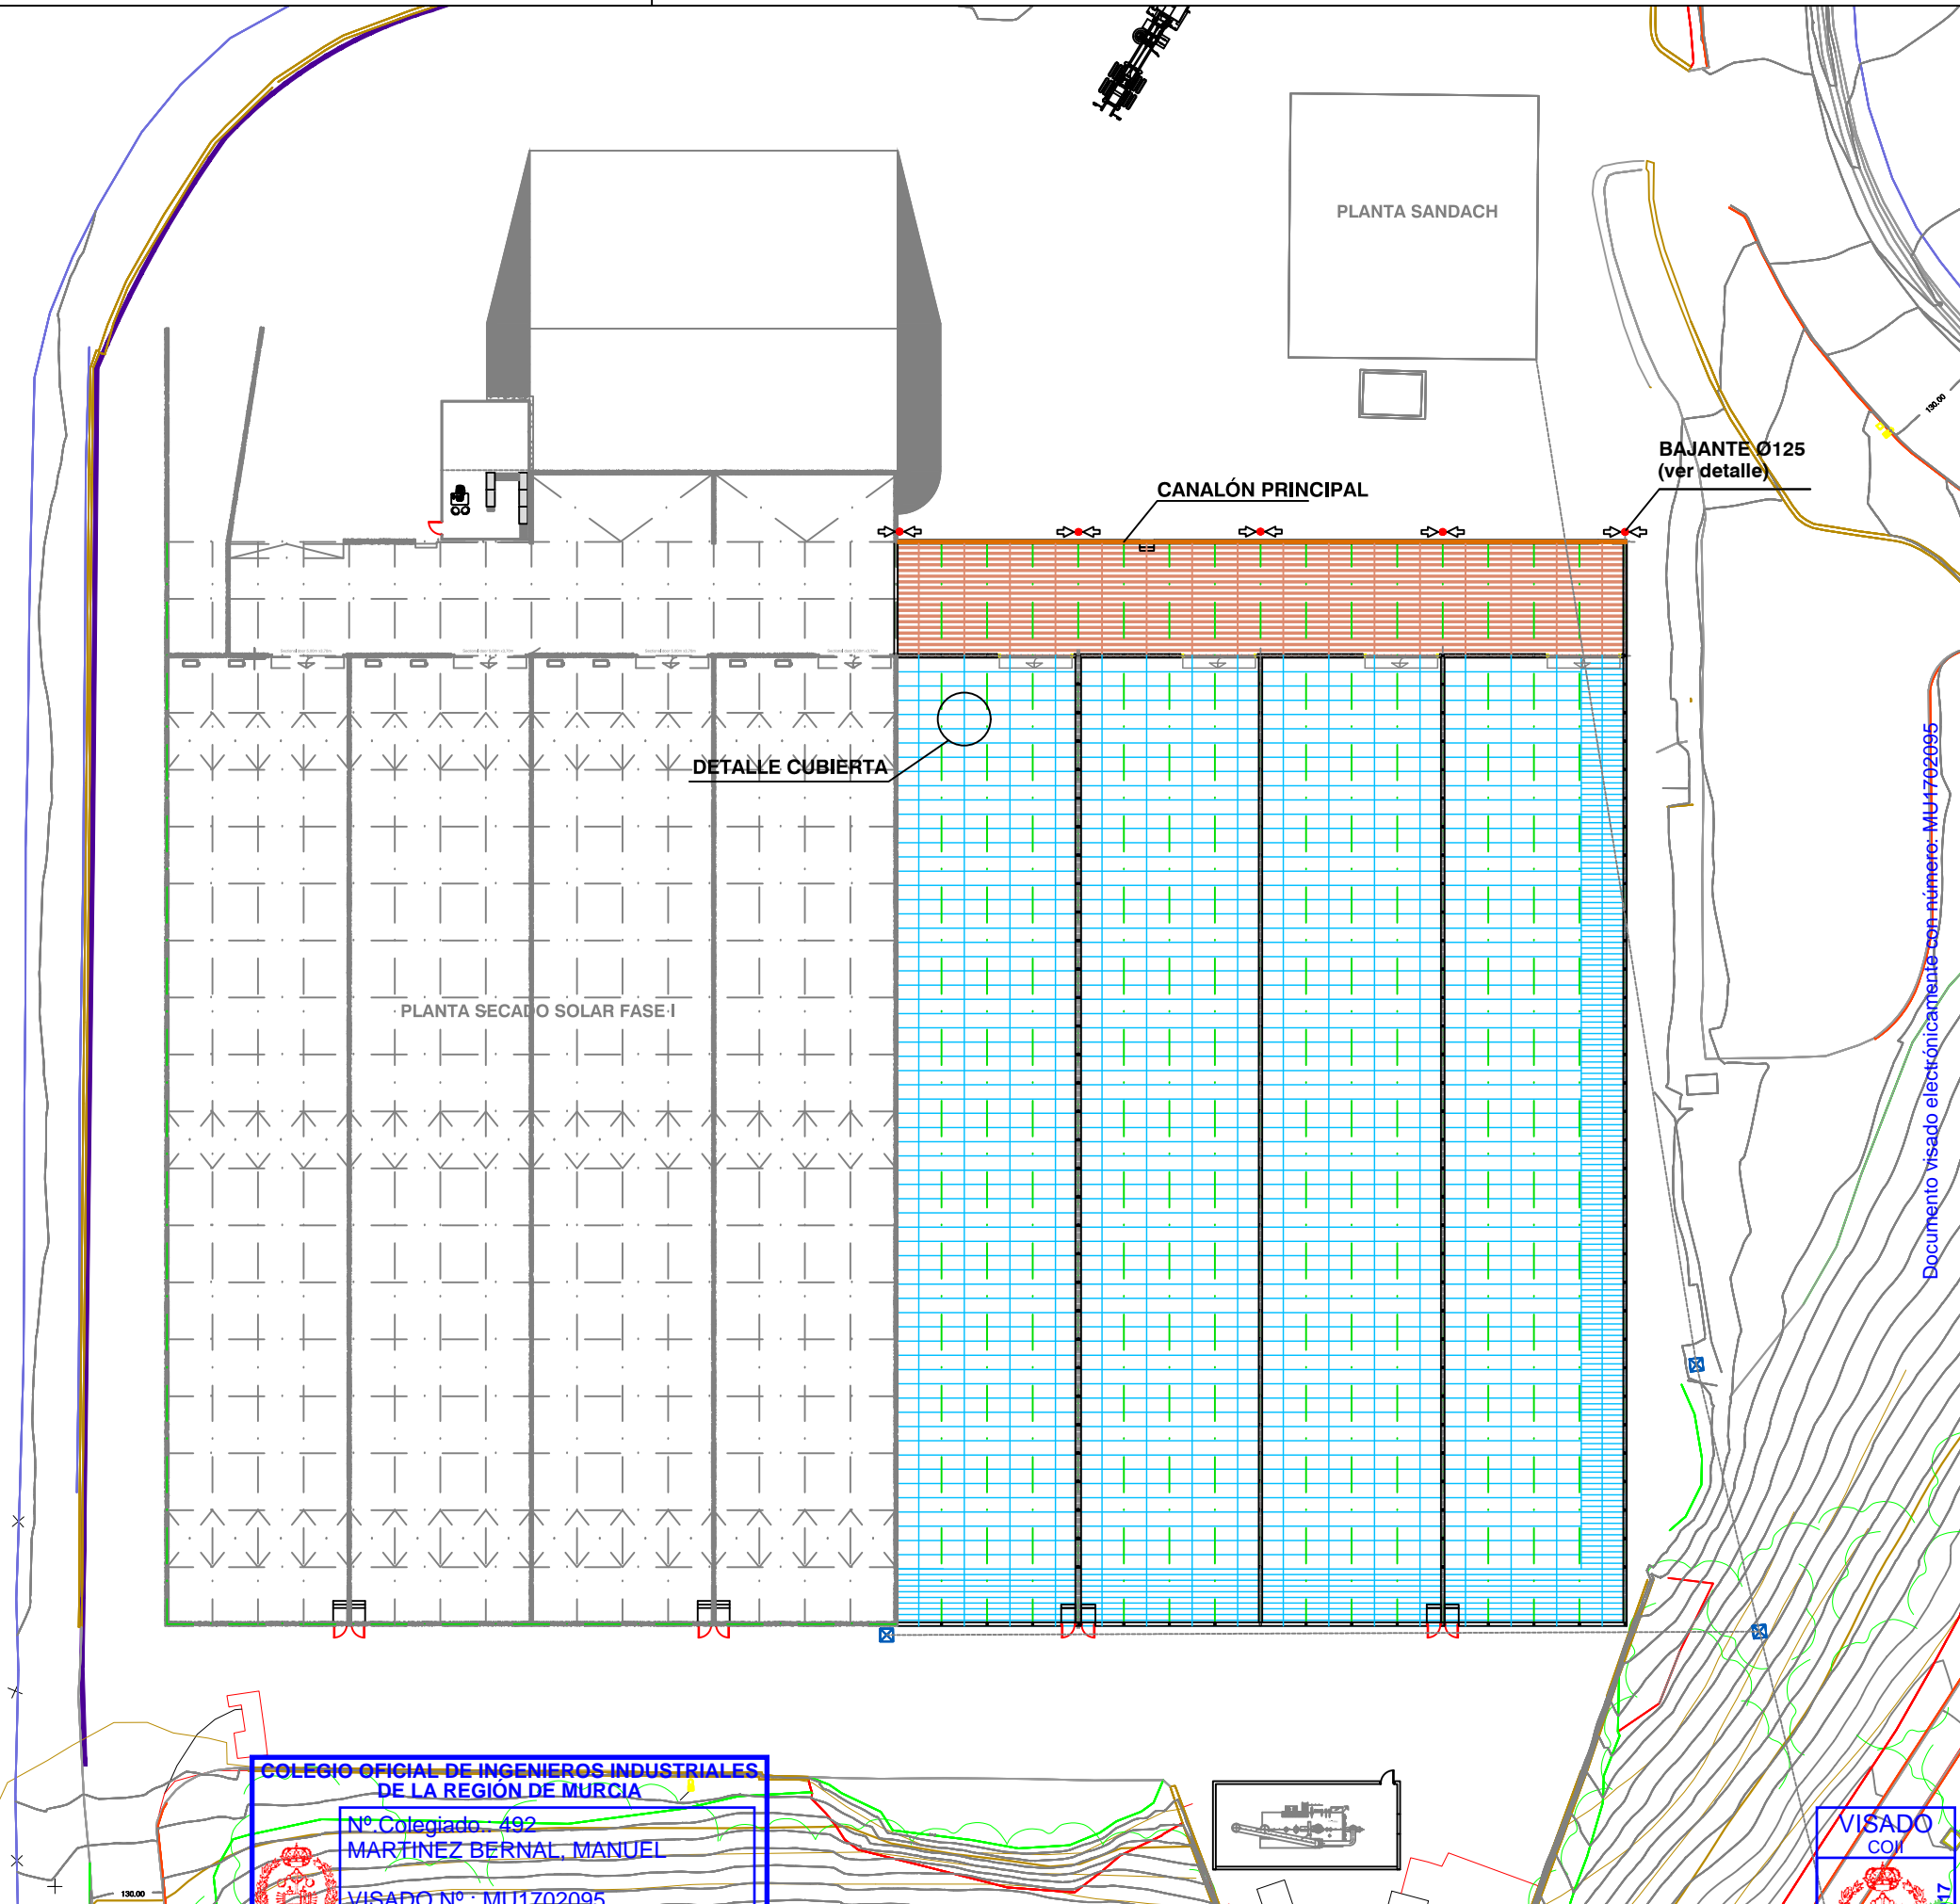 PLANTA SANDACH
130.00
BAJANTE Ø125
(ver detalle)
CANALÓN PRINCIPAL
DETALLE CUBIERTA
PLANTA SECADO SOLAR FASE I
Documento visado electrónicamente con número: MU1702095
COLEGIO OFICIAL DE INGENIEROS INDUSTRIALES
DE LA REGIÓN DE MURCIA
Nº.Colegiado.: 492
MARTINEZ BERNAL, MANUEL
VISADO Nº.: MU1702095
130.00
VISADO
COII
17